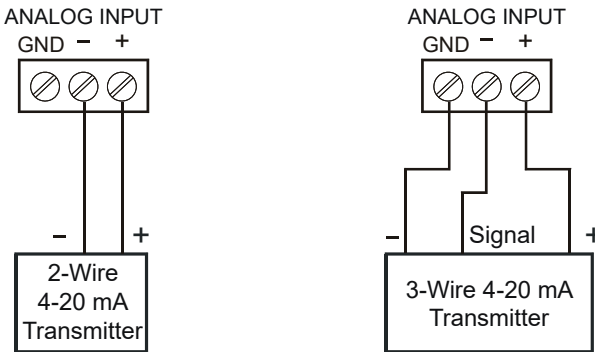 ANALOG INPUT
GND – +
– +
2-Wire
4-20 mA
Transmitter
ANALOG INPUT
GND – +
– Signal +
3-Wire 4-20 mA
Transmitter